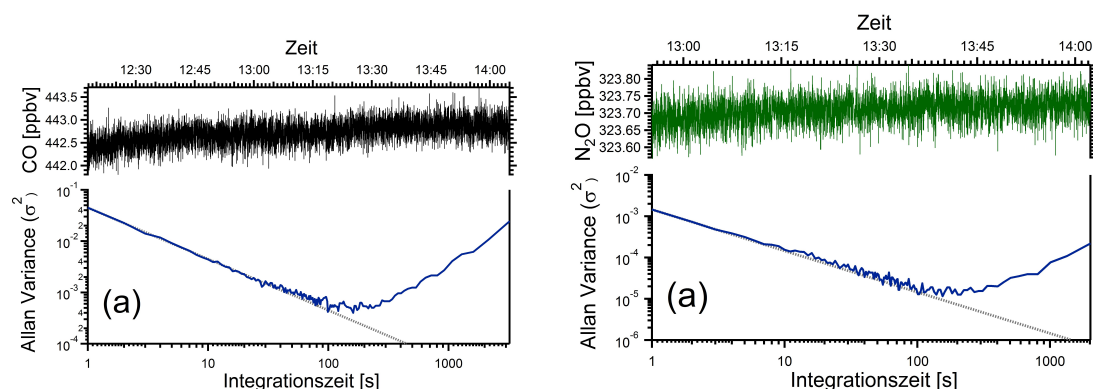 Zeit
12:30 12:45 13:00 13:15 13:30 13:45 14:00
CO [ppbv]
443.5
443.0
442.5
442.0
Allan Variance (σ²)
10⁻¹
4
2
10⁻²
4
2
10⁻³
4
2
10⁻⁴
(a)
1 10 100 1000
Integrationszeit [s]
Zeit
13:00 13:15 13:30 13:45 14:00
N₂O [ppbv]
323.80
323.75
323.70
323.65
323.60
Allan Variance (σ²)
10⁻²
10⁻³
10⁻⁴
10⁻⁵
10⁻⁶
(a)
1 10 100 1000
Integrationszeit [s]